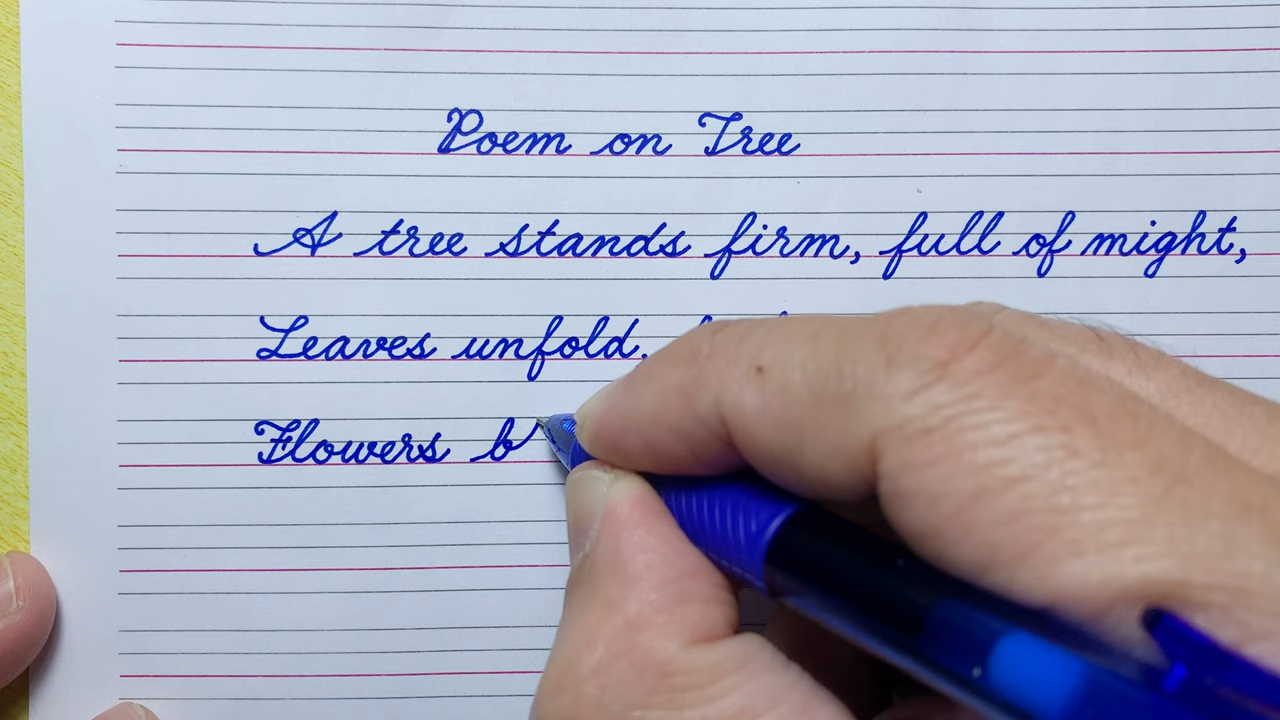 Poem on Tree
A tree stands firm, full of might,
Leaves unfold,
Flowers b